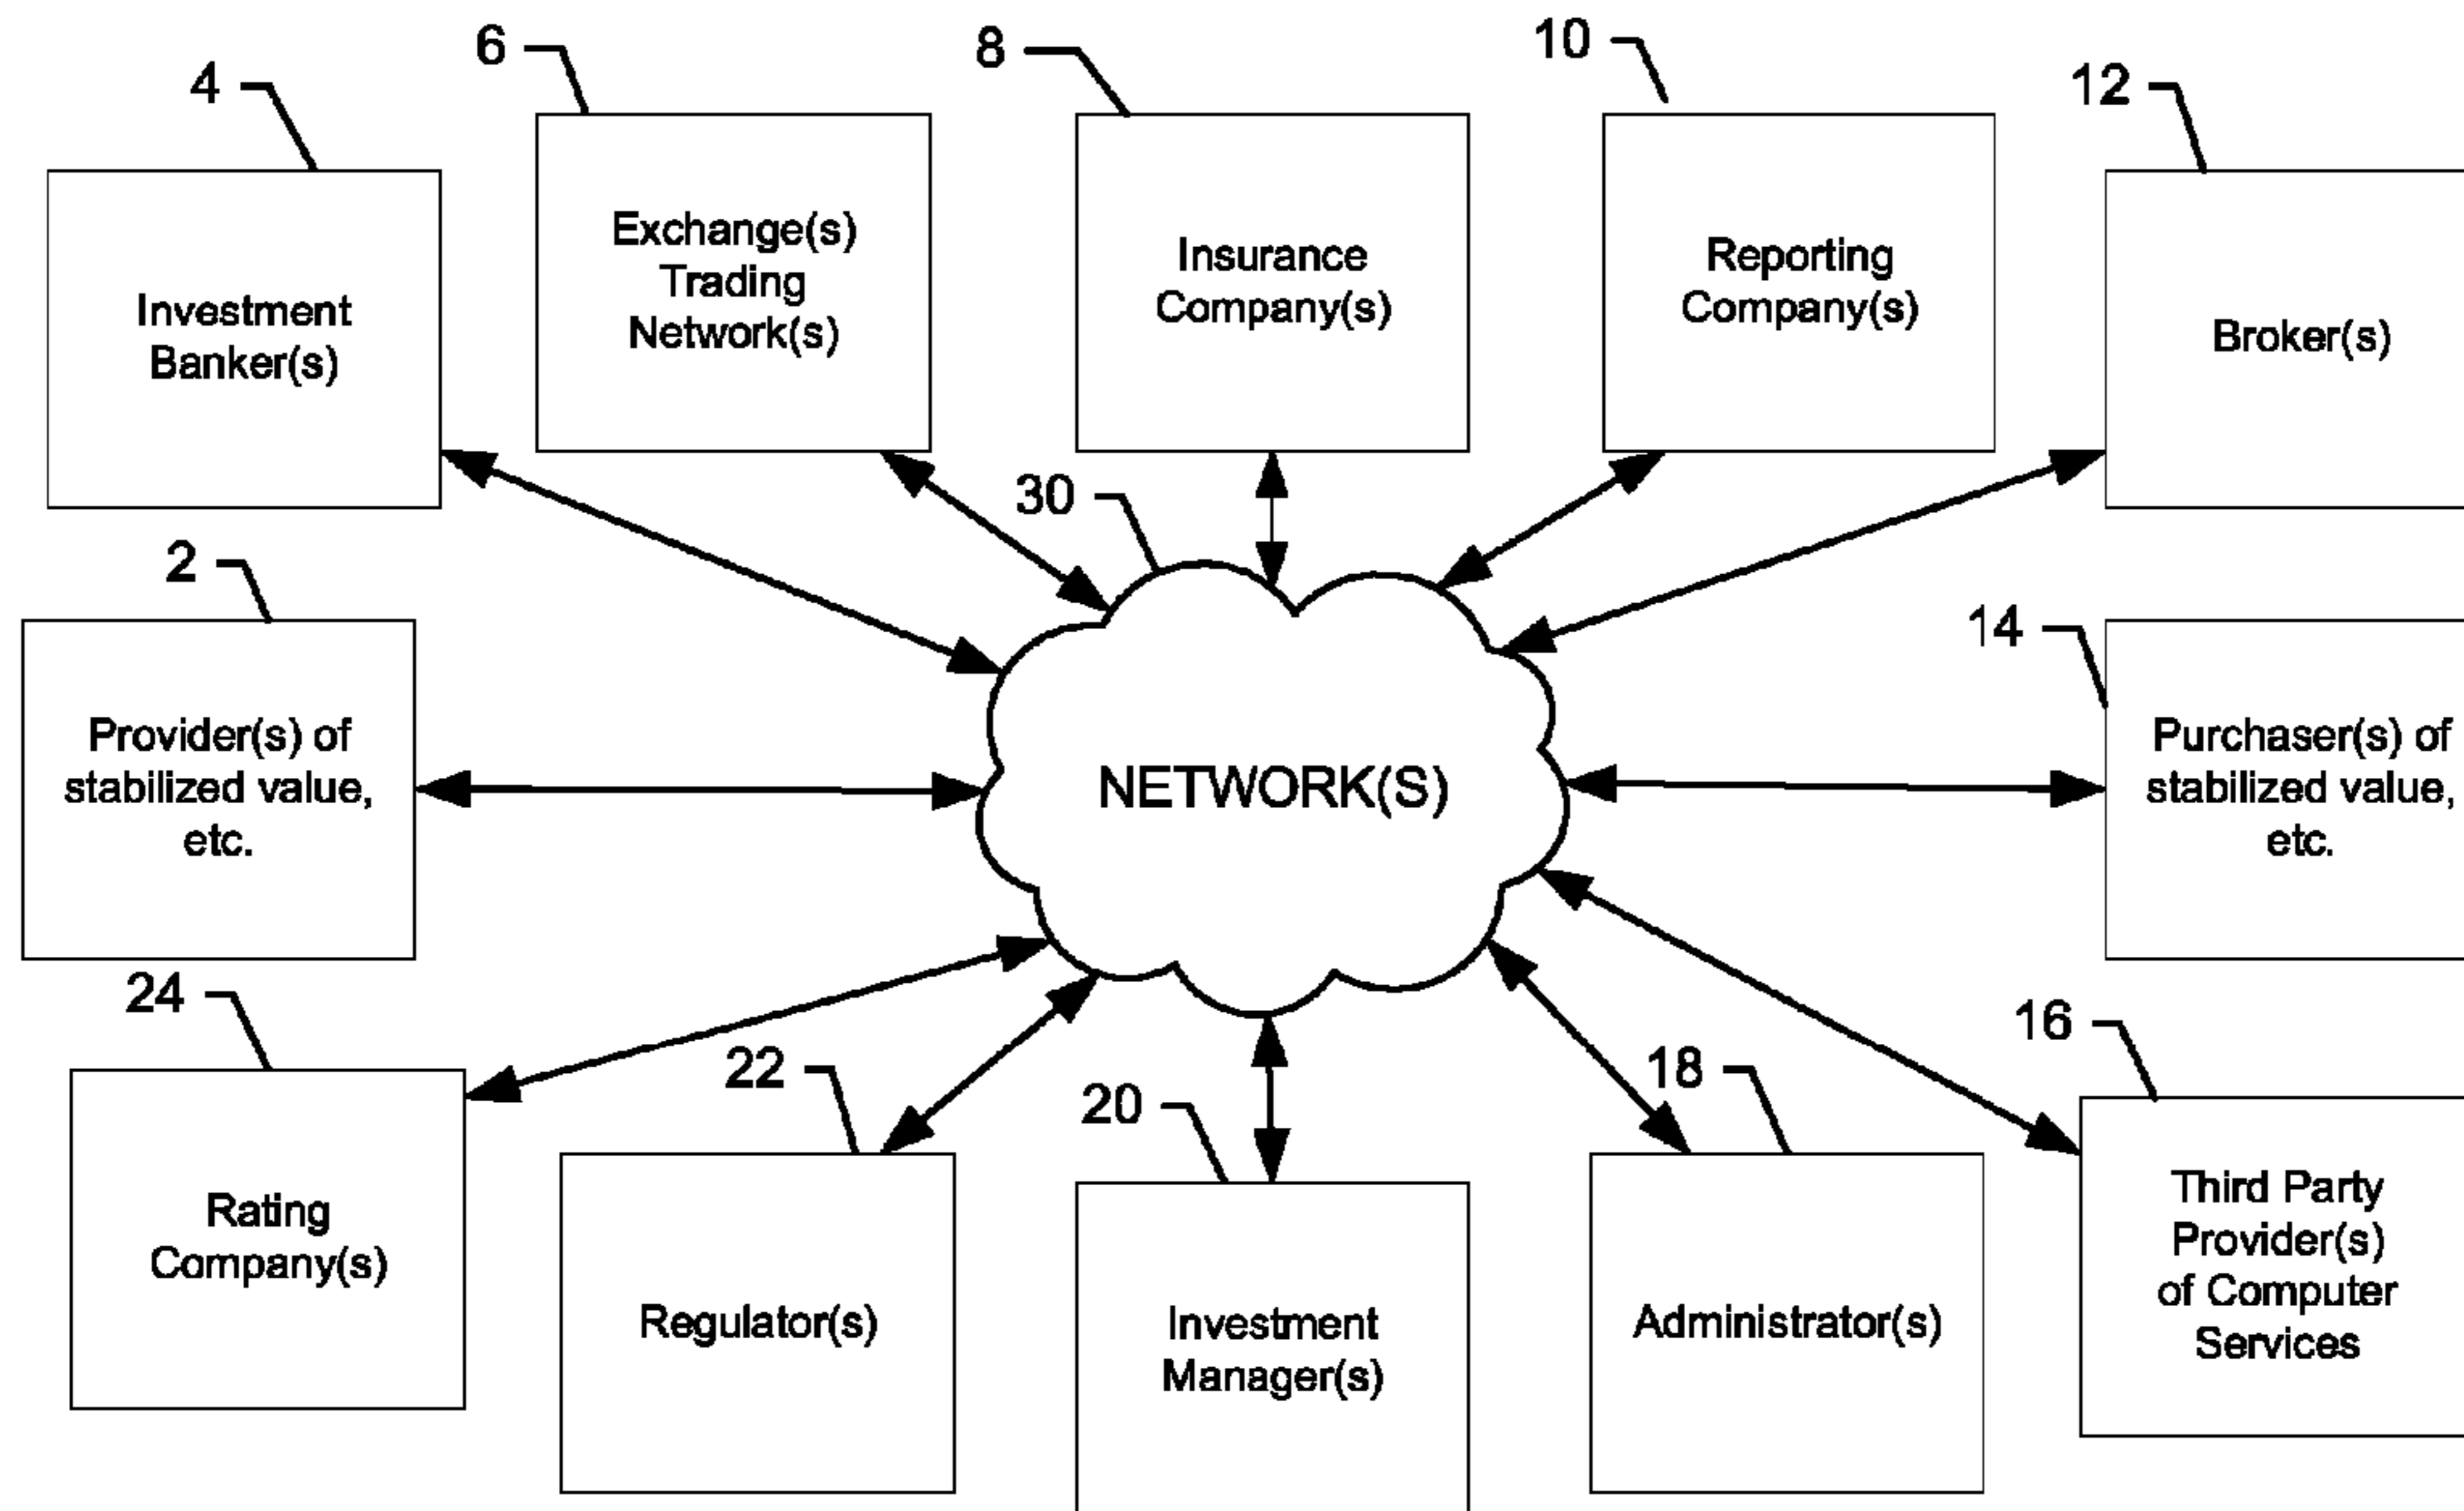 4
6
8
10
12
Investment
Banker(s)
Exchange(s)
Trading
Network(s)
Insurance
Company(s)
Reporting
Company(s)
Broker(s)
30
2
14
Provider(s) of
stabilized value,
etc.
NETWORK(S)
Purchaser(s) of
stabilized value,
etc.
24
22
20
18
16
Rating
Company(s)
Regulator(s)
Investment
Manager(s)
Administrator(s)
Third Party
Provider(s)
of Computer
Services